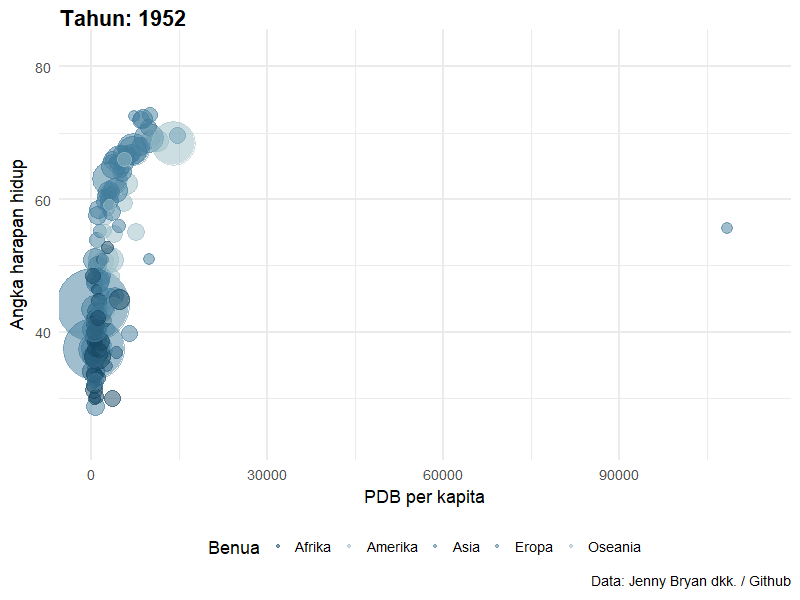 Tahun: 1952
Angka harapan hidup
80
60
40
0 30000 60000 90000
PDB per kapita
Benua Afrika Amerika Asia Eropa Oseania
Data: Jenny Bryan dkk. / Github